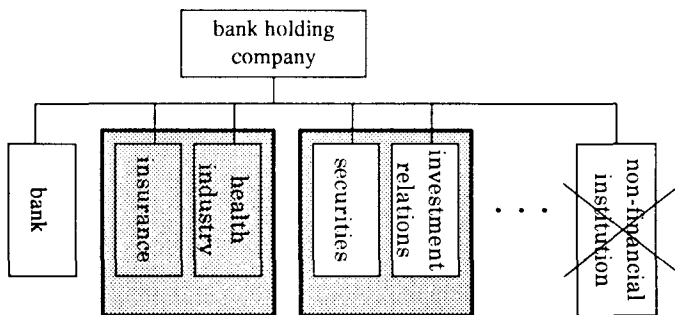 bank holding
company
bank
insurance
health
industry
securities
investment
relations
. . .
non-financial
institution